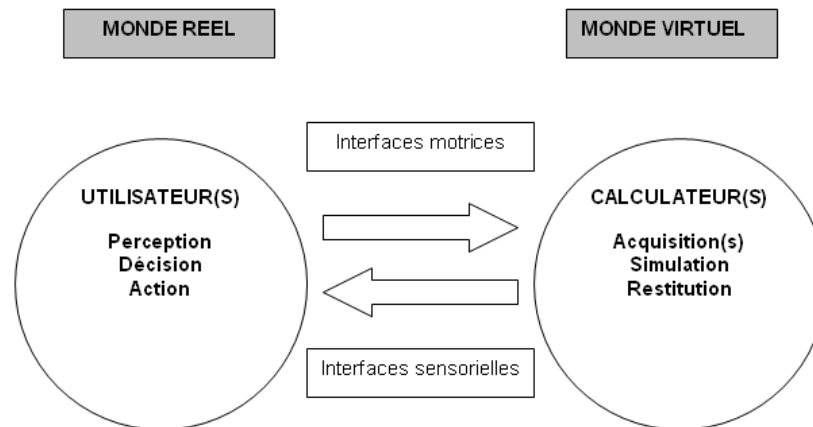 MONDE REEL
MONDE VIRTUEL
Interfaces motrices
UTILISATEUR(S)
Perception
Décision
Action
CALCULATEUR(S)
Acquisition(s)
Simulation
Restitution
Interfaces sensorielles